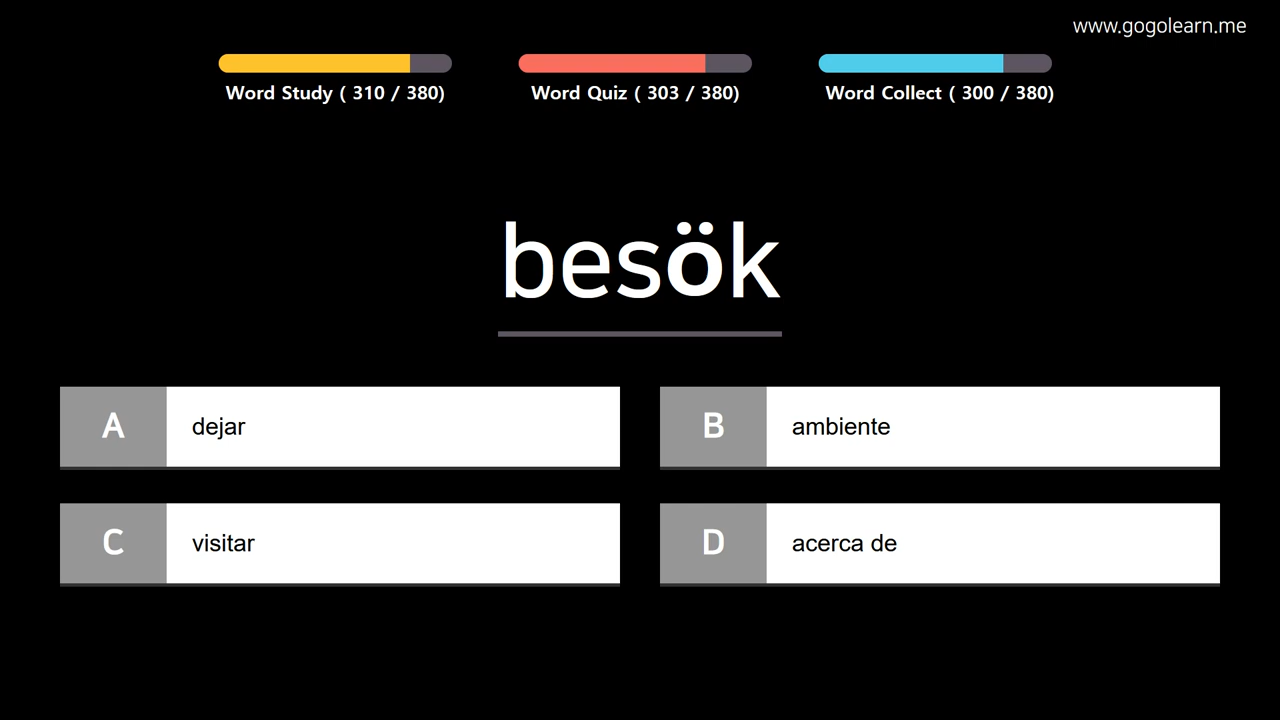 www.gogolearn.me
Word Study ( 310 / 380)
Word Quiz ( 303 / 380)
Word Collect ( 300 / 380)
besök
A dejar
B ambiente
C visitar
D acerca de